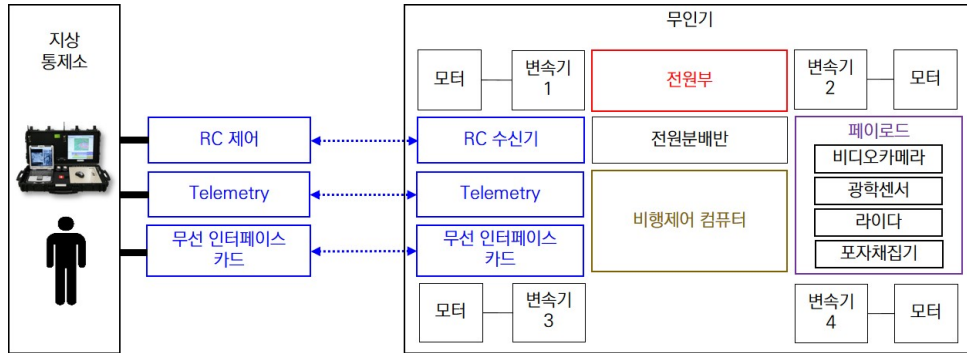 지상
통제소
RC 제어
Telemetry
무선 인터페이스
카드
무인기
모터
변속기
1
전원부
변속기
2
모터
RC 수신기
전원분배반
페이로드
비디오카메라
광학센서
라이다
포자채집기
Telemetry
비행제어 컴퓨터
무선 인터페이스
카드
모터
변속기
3
변속기
4
모터